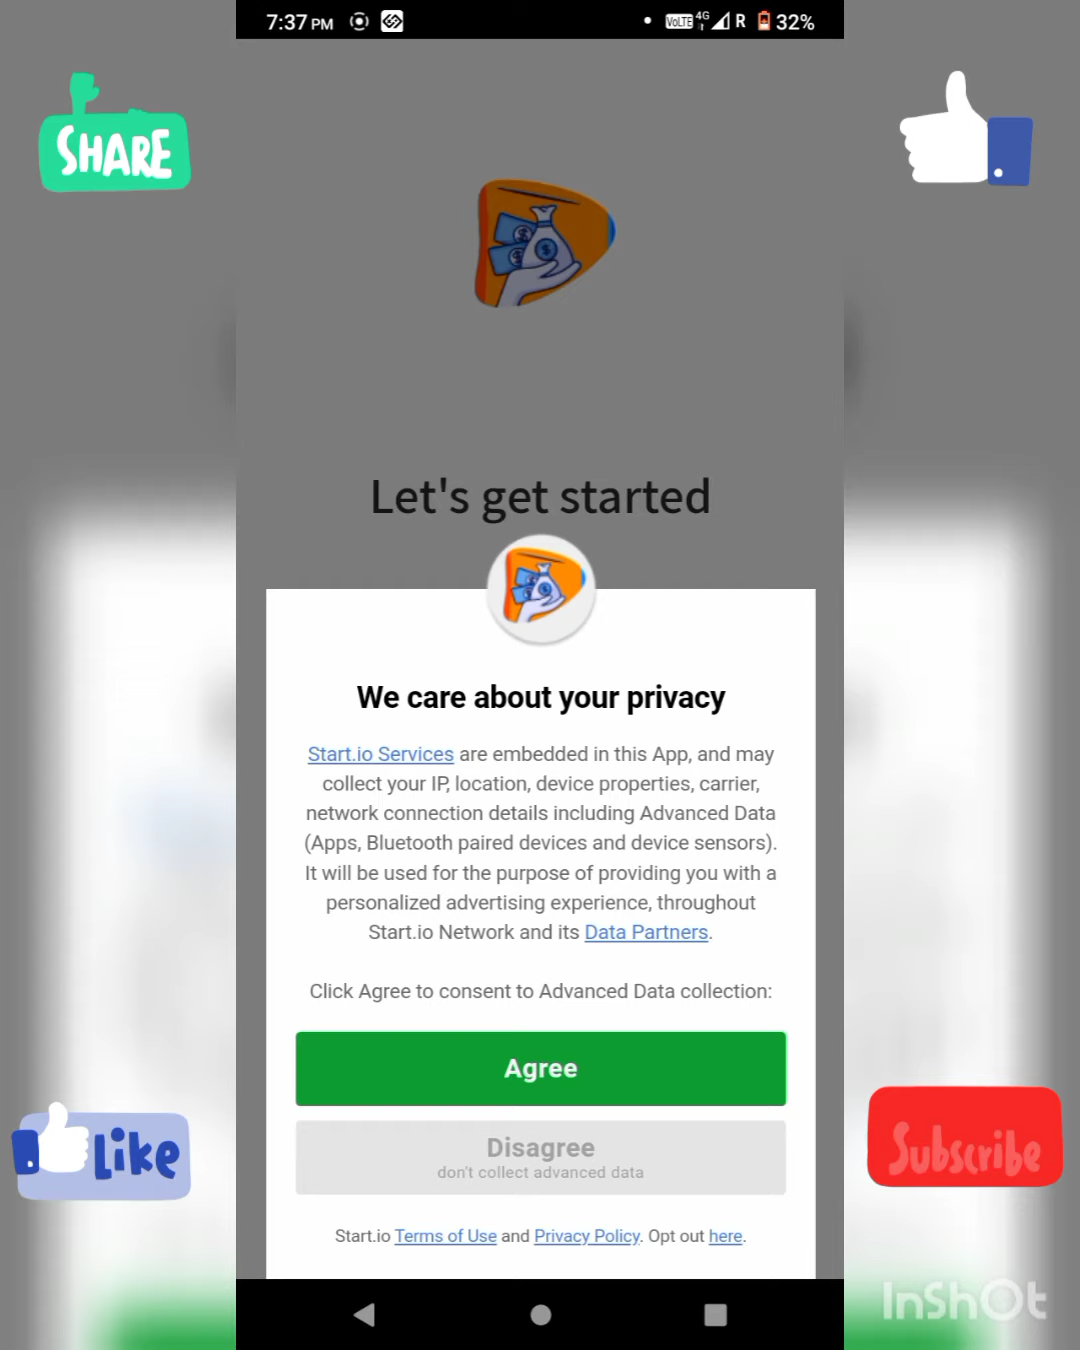 7:37 PM
VoLTE 4G R 32%
SHARE
Let's get started
We care about your privacy
Start.io Services are embedded in this App, and may
collect your IP, location, device properties, carrier,
network connection details including Advanced Data
(Apps, Bluetooth paired devices and device sensors).
It will be used for the purpose of providing you with a
personalized advertising experience, throughout
Start.io Network and its Data Partners.
Click Agree to consent to Advanced Data collection:
Agree
Disagree
don't collect advanced data
Like
Subscribe
Start.io Terms of Use and Privacy Policy. Opt out here.
InShOt